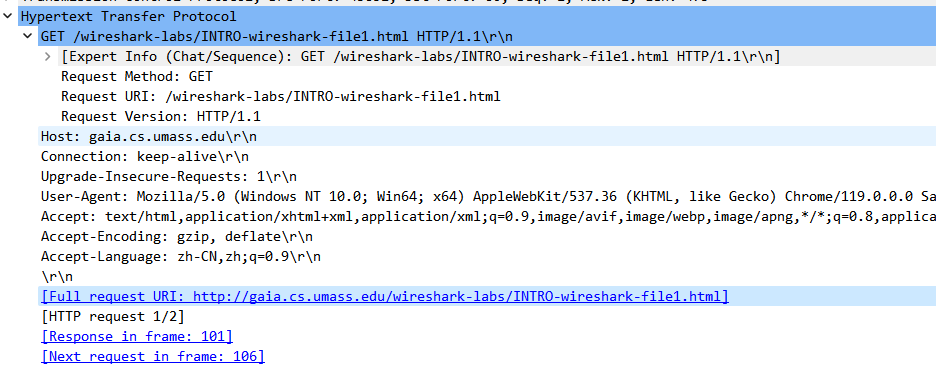 Hypertext Transfer Protocol
GET /wireshark-labs/INTRO-wireshark-file1.html HTTP/1.1\r\n
[Expert Info (Chat/Sequence): GET /wireshark-labs/INTRO-wireshark-file1.html HTTP/1.1\r\n]
Request Method: GET
Request URI: /wireshark-labs/INTRO-wireshark-file1.html
Request Version: HTTP/1.1
Host: gaia.cs.umass.edu\r\n
Connection: keep-alive\r\n
Upgrade-Insecure-Requests: 1\r\n
User-Agent: Mozilla/5.0 (Windows NT 10.0; Win64; x64) AppleWebKit/537.36 (KHTML, like Gecko) Chrome/119.0.0.0 Sa
Accept: text/html,application/xhtml+xml,application/xml;q=0.9,image/avif,image/webp,image/apng,*/*;q=0.8,applica
Accept-Encoding: gzip, deflate\r\n
Accept-Language: zh-CN,zh;q=0.9\r\n
\r\n
[Full request URI: http://gaia.cs.umass.edu/wireshark-labs/INTRO-wireshark-file1.html]
[HTTP request 1/2]
[Response in frame: 101]
[Next request in frame: 106]